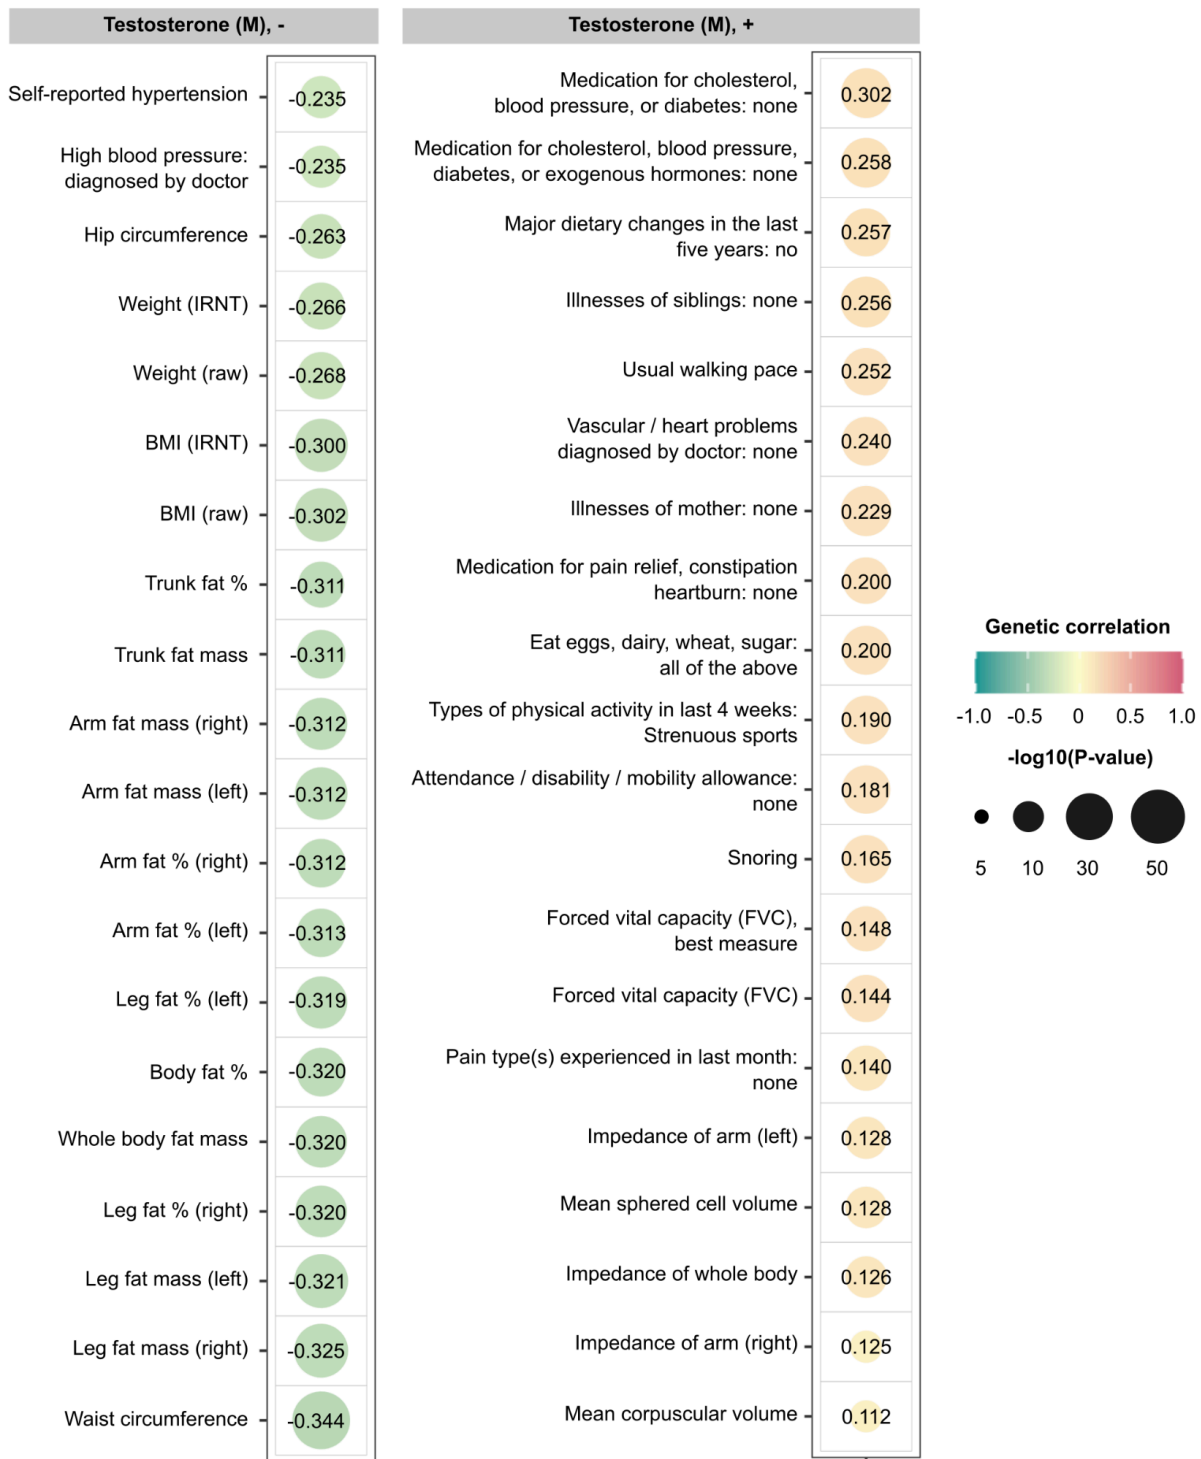 Testosterone (M), -
Self-reported hypertension
-0.235
High blood pressure:
diagnosed by doctor
-0.235
Hip circumference
-0.263
Weight (IRNT)
-0.266
Weight (raw)
-0.268
BMI (IRNT)
-0.300
BMI (raw)
-0.302
Trunk fat %
-0.311
Trunk fat mass
-0.311
Arm fat mass (right)
-0.312
Arm fat mass (left)
-0.312
Arm fat % (right)
-0.312
Arm fat % (left)
-0.313
Leg fat % (left)
-0.319
Body fat %
-0.320
Whole body fat mass
-0.320
Leg fat % (right)
-0.320
Leg fat mass (left)
-0.321
Leg fat mass (right)
-0.325
Waist circumference
-0.344
Testosterone (M), +
Medication for cholesterol,
blood pressure, or diabetes: none
0.302
Medication for cholesterol, blood pressure,
diabetes, or exogenous hormones: none
0.258
Major dietary changes in the last
five years: no
0.257
Illnesses of siblings: none
0.256
Usual walking pace
0.252
Vascular / heart problems
diagnosed by doctor: none
0.240
Illnesses of mother: none
0.229
Medication for pain relief, constipation
heartburn: none
0.200
Eat eggs, dairy, wheat, sugar:
all of the above
0.200
Types of physical activity in last 4 weeks:
Strenuous sports
0.190
Attendance / disability / mobility allowance:
none
0.181
Snoring
0.165
Forced vital capacity (FVC),
best measure
0.148
Forced vital capacity (FVC)
0.144
Pain type(s) experienced in last month:
none
0.140
Impedance of arm (left)
0.128
Mean sphered cell volume
0.128
Impedance of whole body
0.126
Impedance of arm (right)
0.125
Mean corpuscular volume
0.112
Genetic correlation
-1.0 -0.5 0 0.5 1.0
-log10(P-value)
5 10 30 50